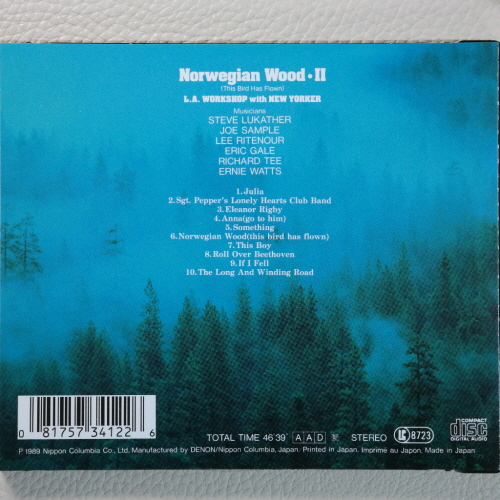 Norwegian Wood • II
(This Bird Has Flown)
L.A. WORKSHOP with NEW YORKER
Musicians
STEVE LUKATHER
JOE SAMPLE
LEE RITENOUR
ERIC GALE
RICHARD TEE
ERNIE WATTS
1.Julia
2.Sgt. Pepper's Lonely Hearts Club Band
3.Eleanor Rigby
4.Anna(go to him)
5.Something
6.Norwegian Wood(this bird has flown)
7.This Boy
8.Roll Over Beethoven
9.If I Fell
10.The Long And Winding Road
0 81757 34122 6
TOTAL TIME 46'39" A A D STEREO 8723
COMPACT
disc
DIGITAL AUDIO
℗ 1989 Nippon Columbia Co., Ltd. Manufactured by DENON/Nippon Columbia, Japan. Printed in Japan. Imprimé au Japon. Made in Japan